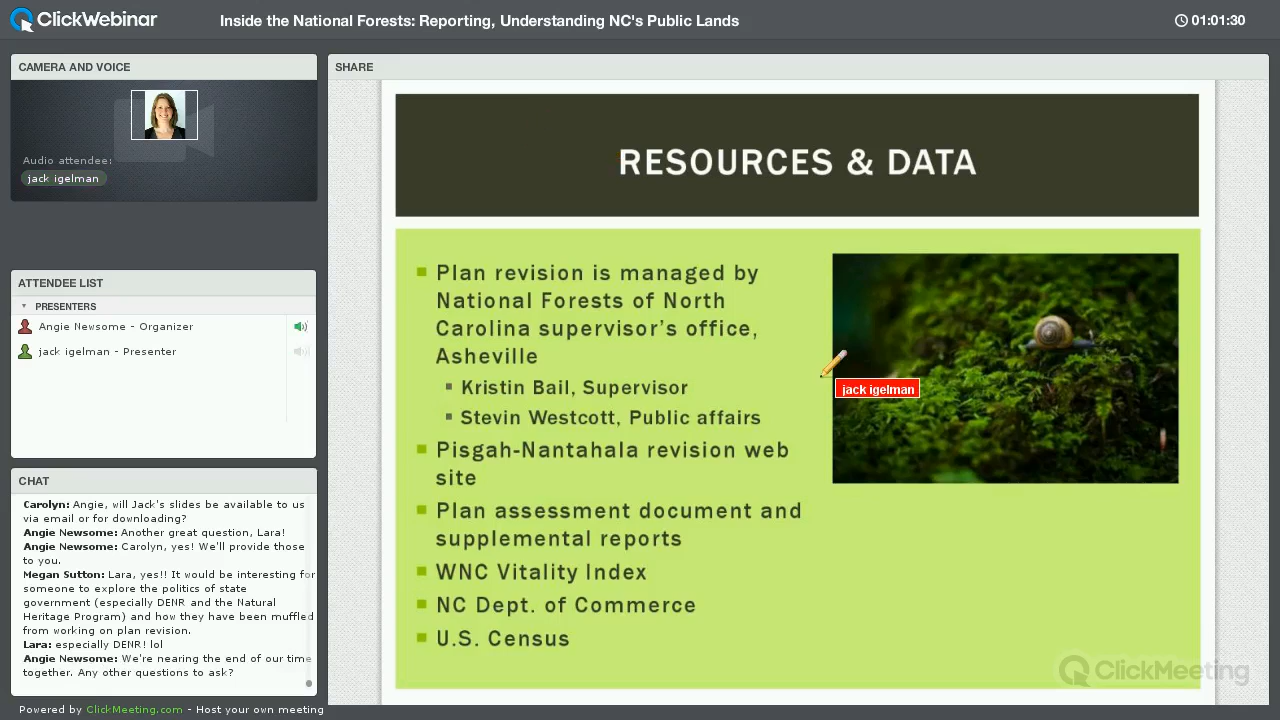 ClickWebinar
Inside the National Forests: Reporting, Understanding NC's Public Lands
01:01:30
CAMERA AND VOICE
Audio attendee:
jack igelman
ATTENDEE LIST
PRESENTERS
Angie Newsome - Organizer
jack igelman - Presenter
CHAT
Carolyn: Angie, will Jack's slides be available to us
via email or for downloading?
Angie Newsome: Another great question, Lara!
Angie Newsome: Carolyn, yes! We'll provide those
to you.
Megan Sutton: Lara, yes!! It would be interesting for
someone to explore the politics of state
government (especially DENR and the Natural
Heritage Program) and how they have been muffled
from working on plan revision.
Lara: especially DENR! lol
Angie Newsome: We're nearing the end of our time
together. Any other questions to ask?
Powered by ClickMeeting.com - Host your own meeting
SHARE
RESOURCES & DATA
Plan revision is managed by
National Forests of North
Carolina supervisor's office,
Asheville
Kristin Bail, Supervisor
Stevin Westcott, Public affairs
Pisgah-Nantahala revision web
site
Plan assessment document and
supplemental reports
WNC Vitality Index
NC Dept. of Commerce
U.S. Census
jack igelman
ClickMeeting